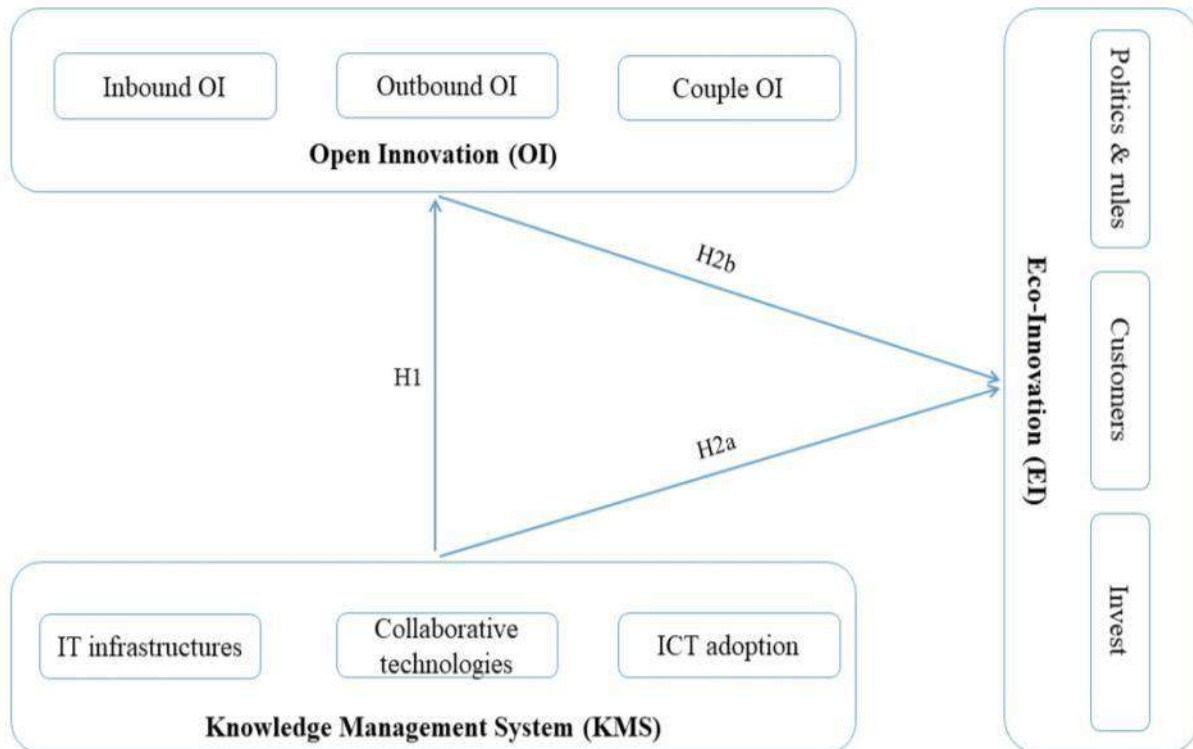 Inbound OI
Outbound OI
Couple OI
Open Innovation (OI)
H2b
H1
H2a
IT infrastructures
Collaborative
technologies
ICT adoption
Knowledge Management System (KMS)
Politics & rules
Customers
Invest
Eco-Innovation (EI)